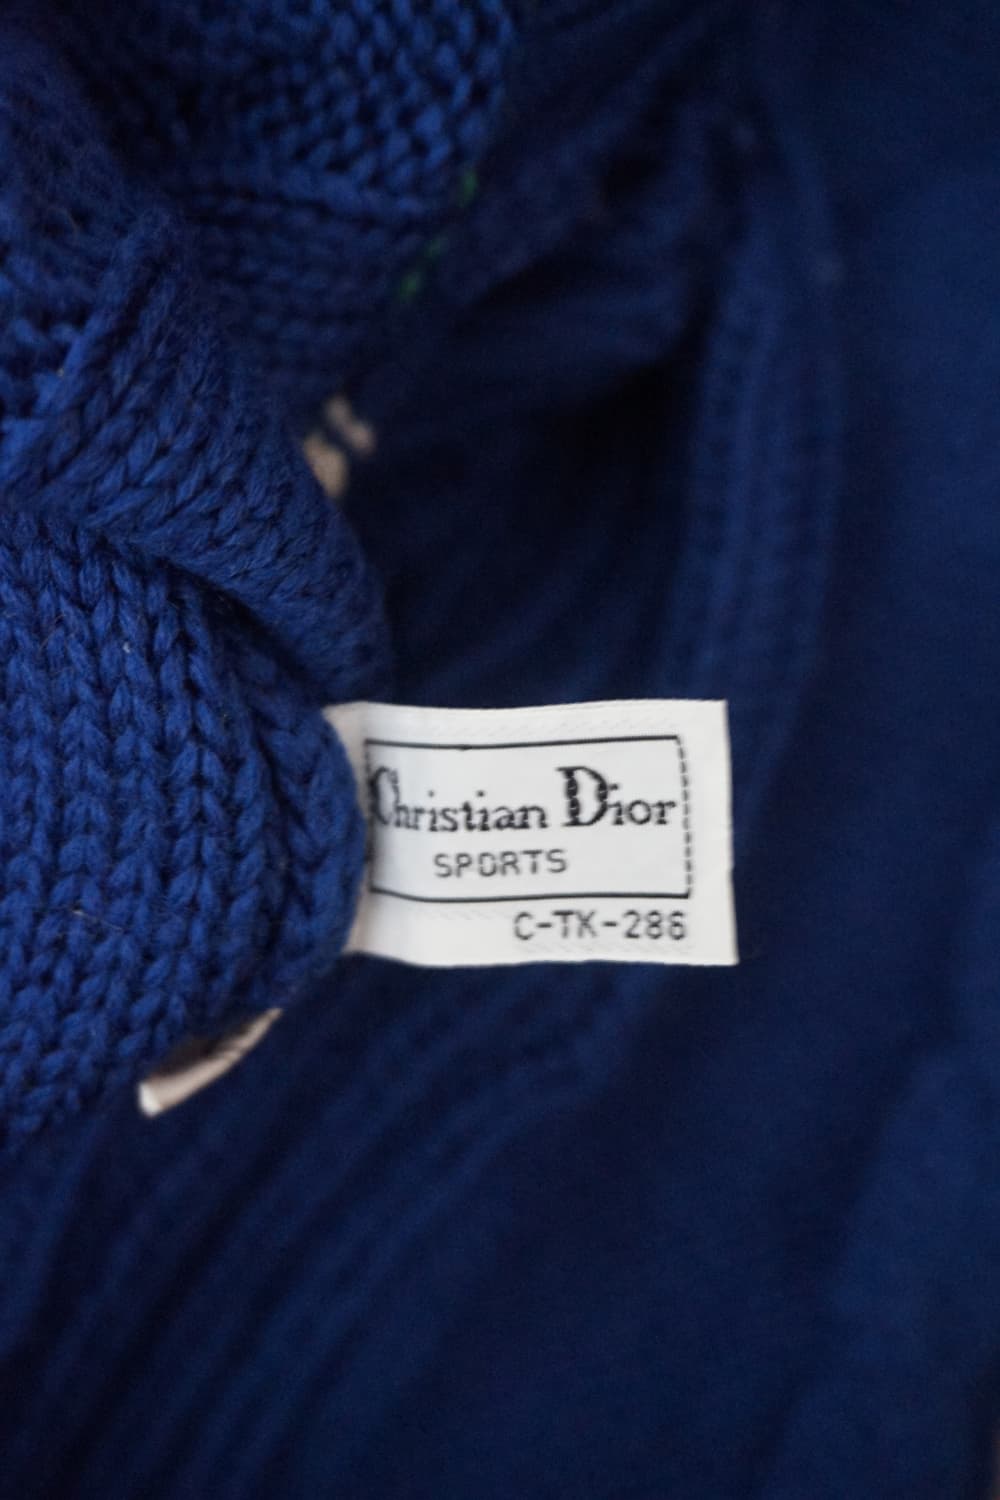 Christian Dior
SPORTS
C-TK-286